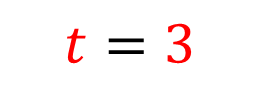 t = 3